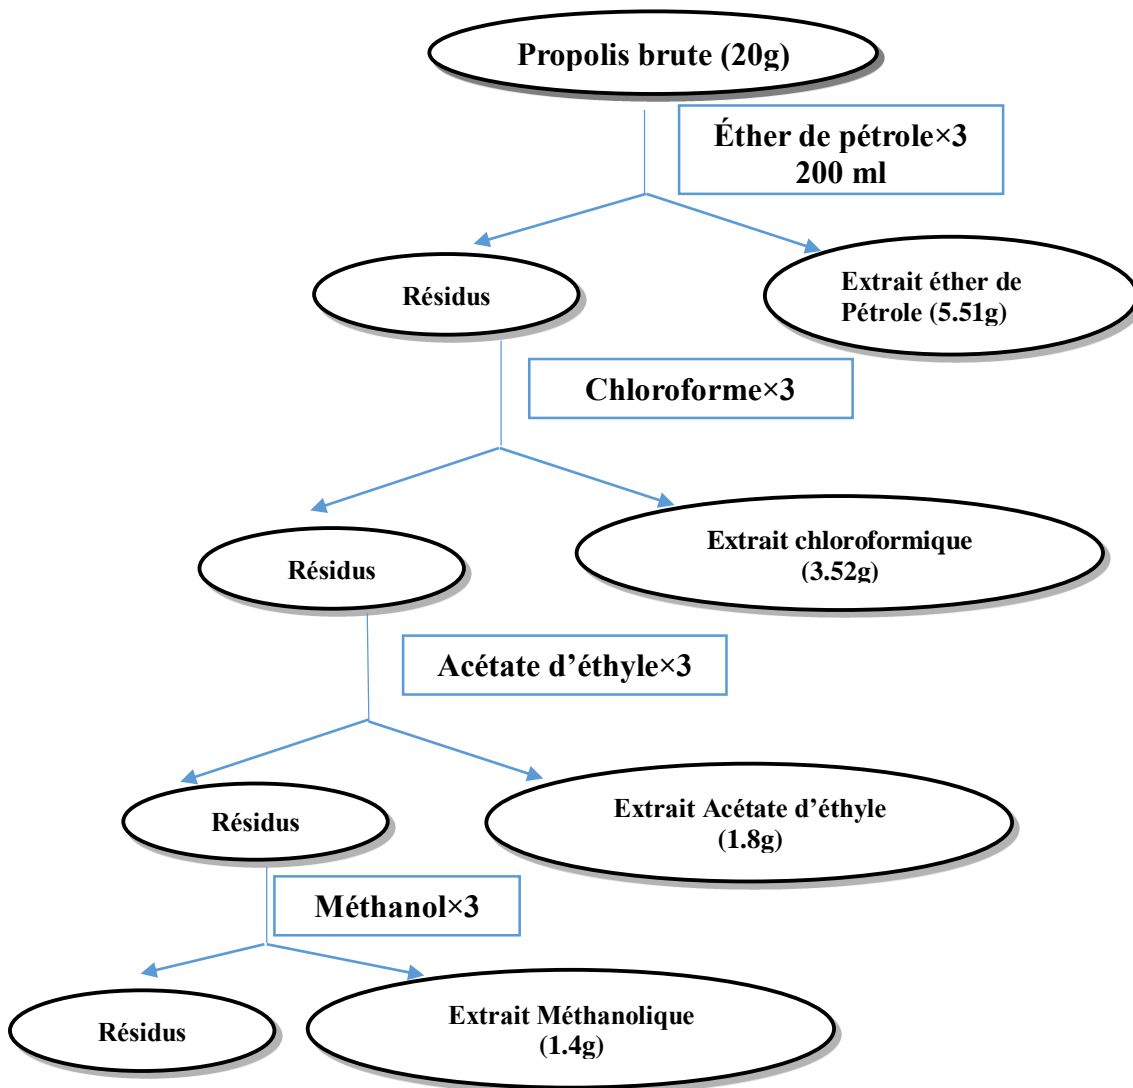 Propolis brute (20g)
Éther de pétrole×3
200 ml
Résidus
Extrait éther de
Pétrole (5.51g)
Chloroforme×3
Résidus
Extrait chloroformique
(3.52g)
Acétate d’éthyle×3
Résidus
Extrait Acétate d’éthyle
(1.8g)
Méthanol×3
Résidus
Extrait Méthanolique
(1.4g)